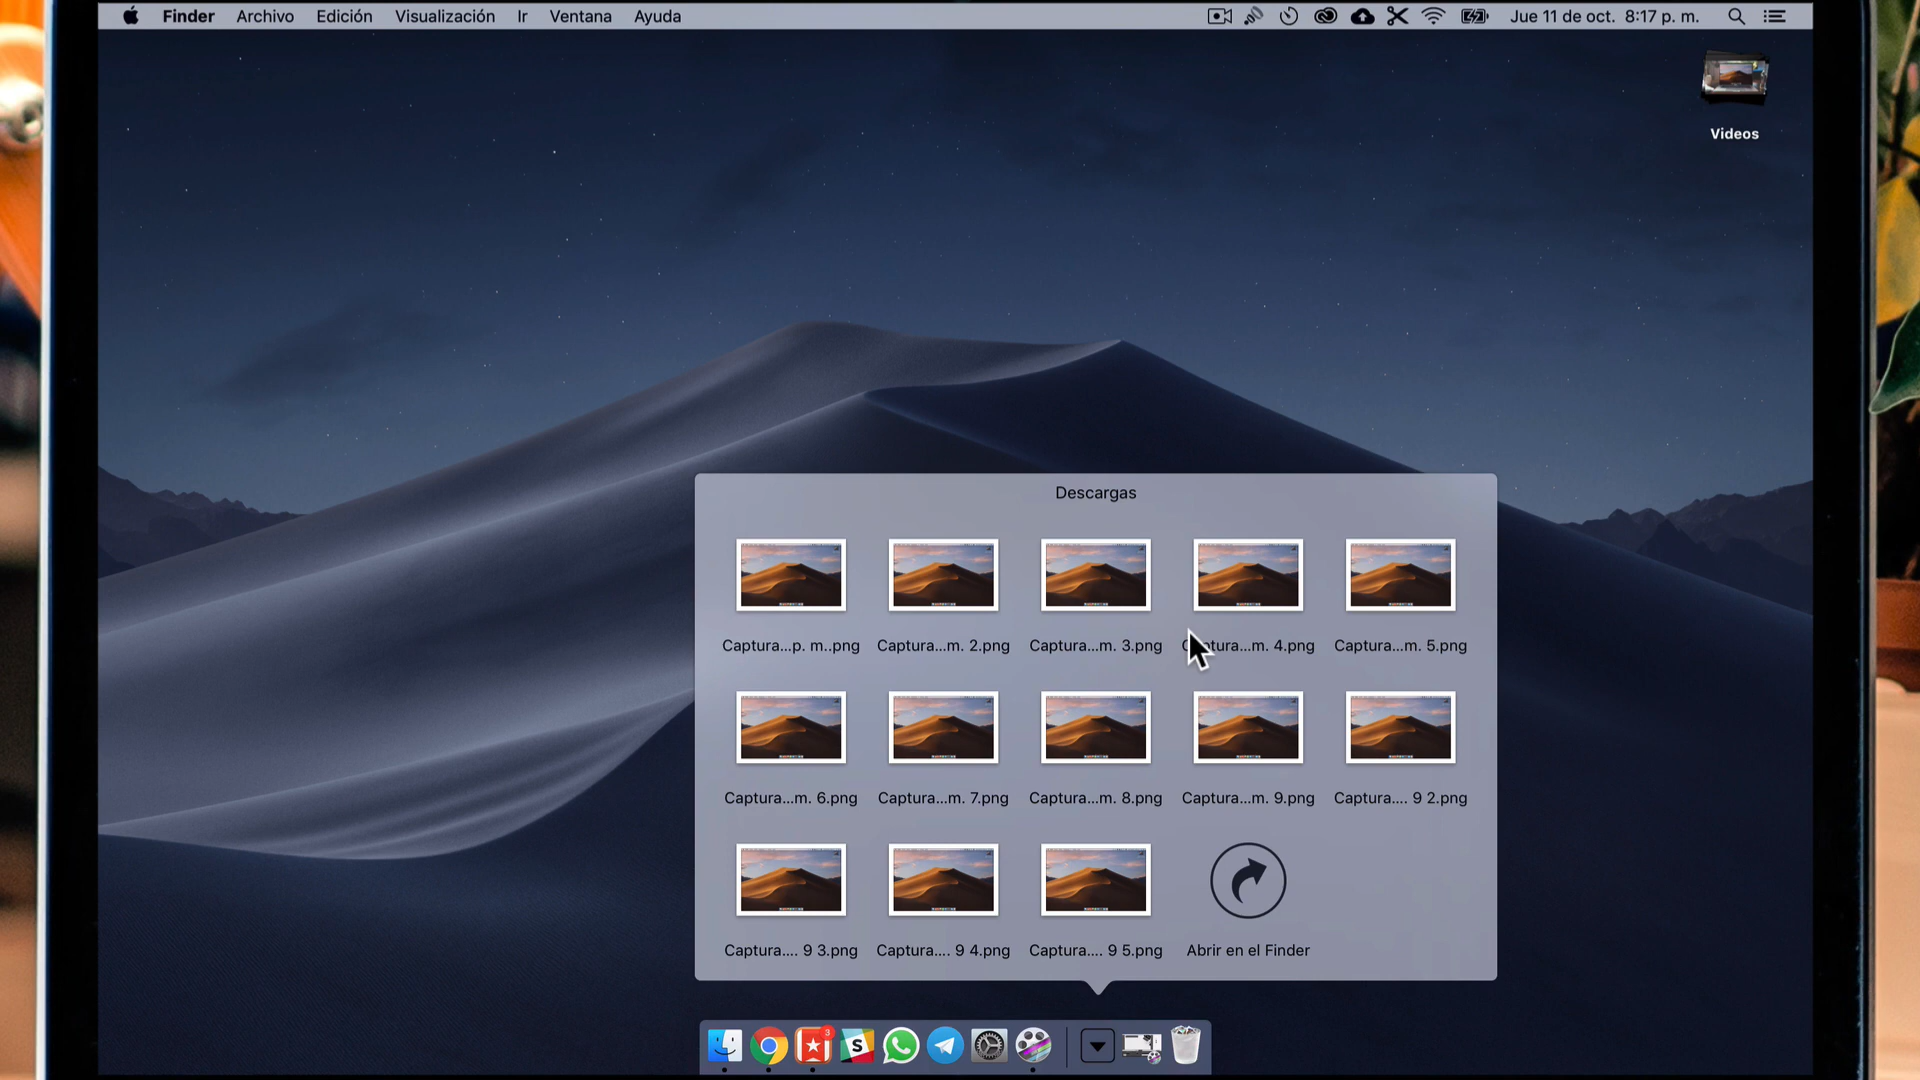 Finder Archivo Edición Visualización Ir Ventana Ayuda Jue 11 de oct. 8:17 p. m.
Videos
Descargas
Captura...p. m..png Captura...m. 2.png Captura...m. 3.png tura...m. 4.png Captura...m. 5.png
Captura...m. 6.png Captura...m. 7.png Captura...m. 8.png Captura...m. 9.png Captura.... 9 2.png
Captura.... 9 3.png Captura.... 9 4.png Captura.... 9 5.png Abrir en el Finder
3
S